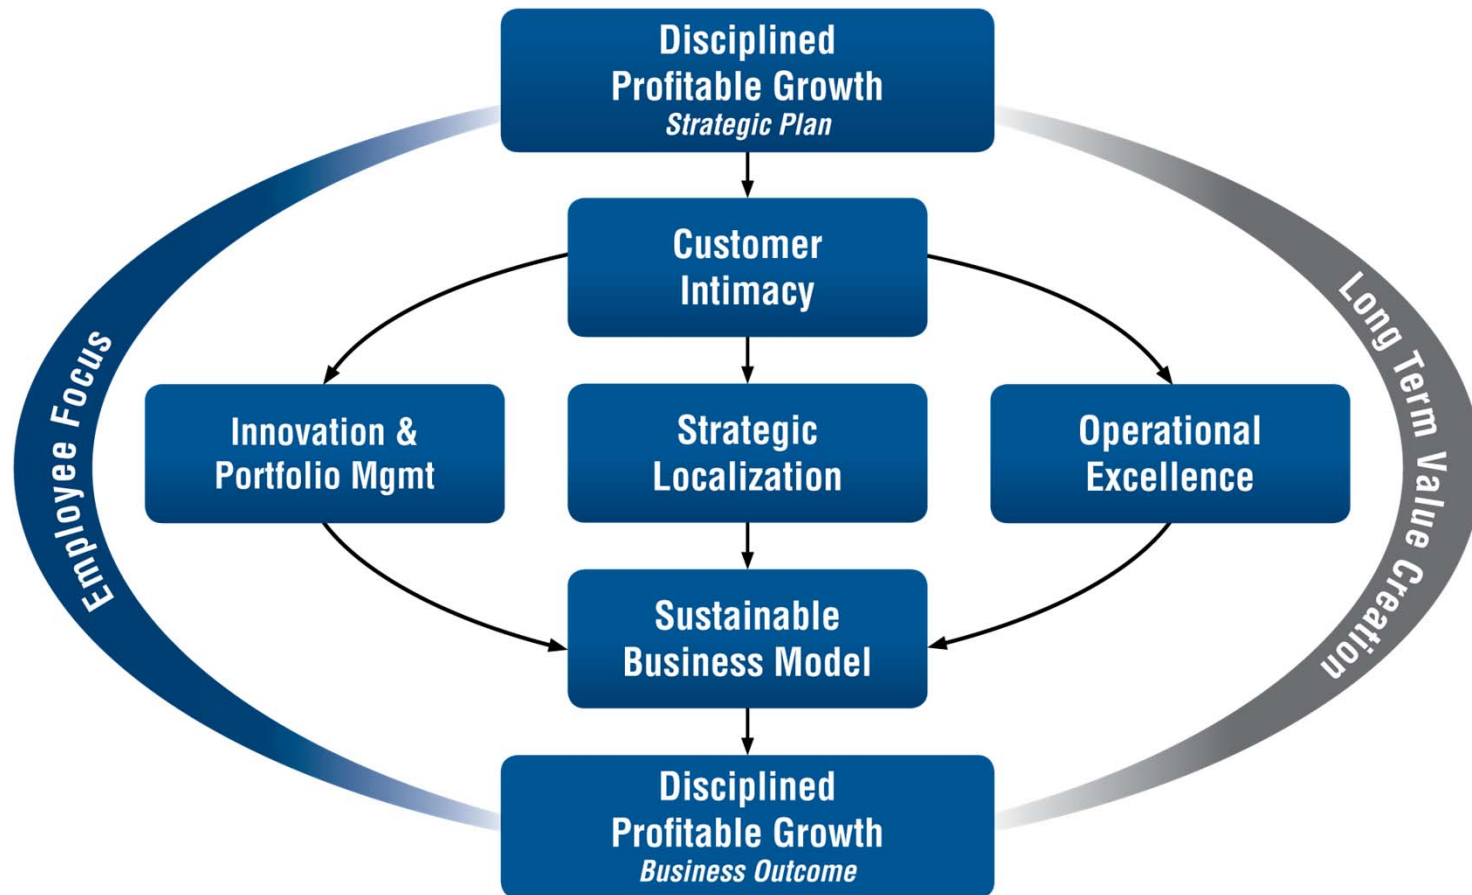 Disciplined
Profitable Growth
Strategic Plan
Customer
Intimacy
Employee Focus
Innovation &
Portfolio Mgmt
Strategic
Localization
Operational
Excellence
Long Term Value Creation
Sustainable
Business Model
Disciplined
Profitable Growth
Business Outcome